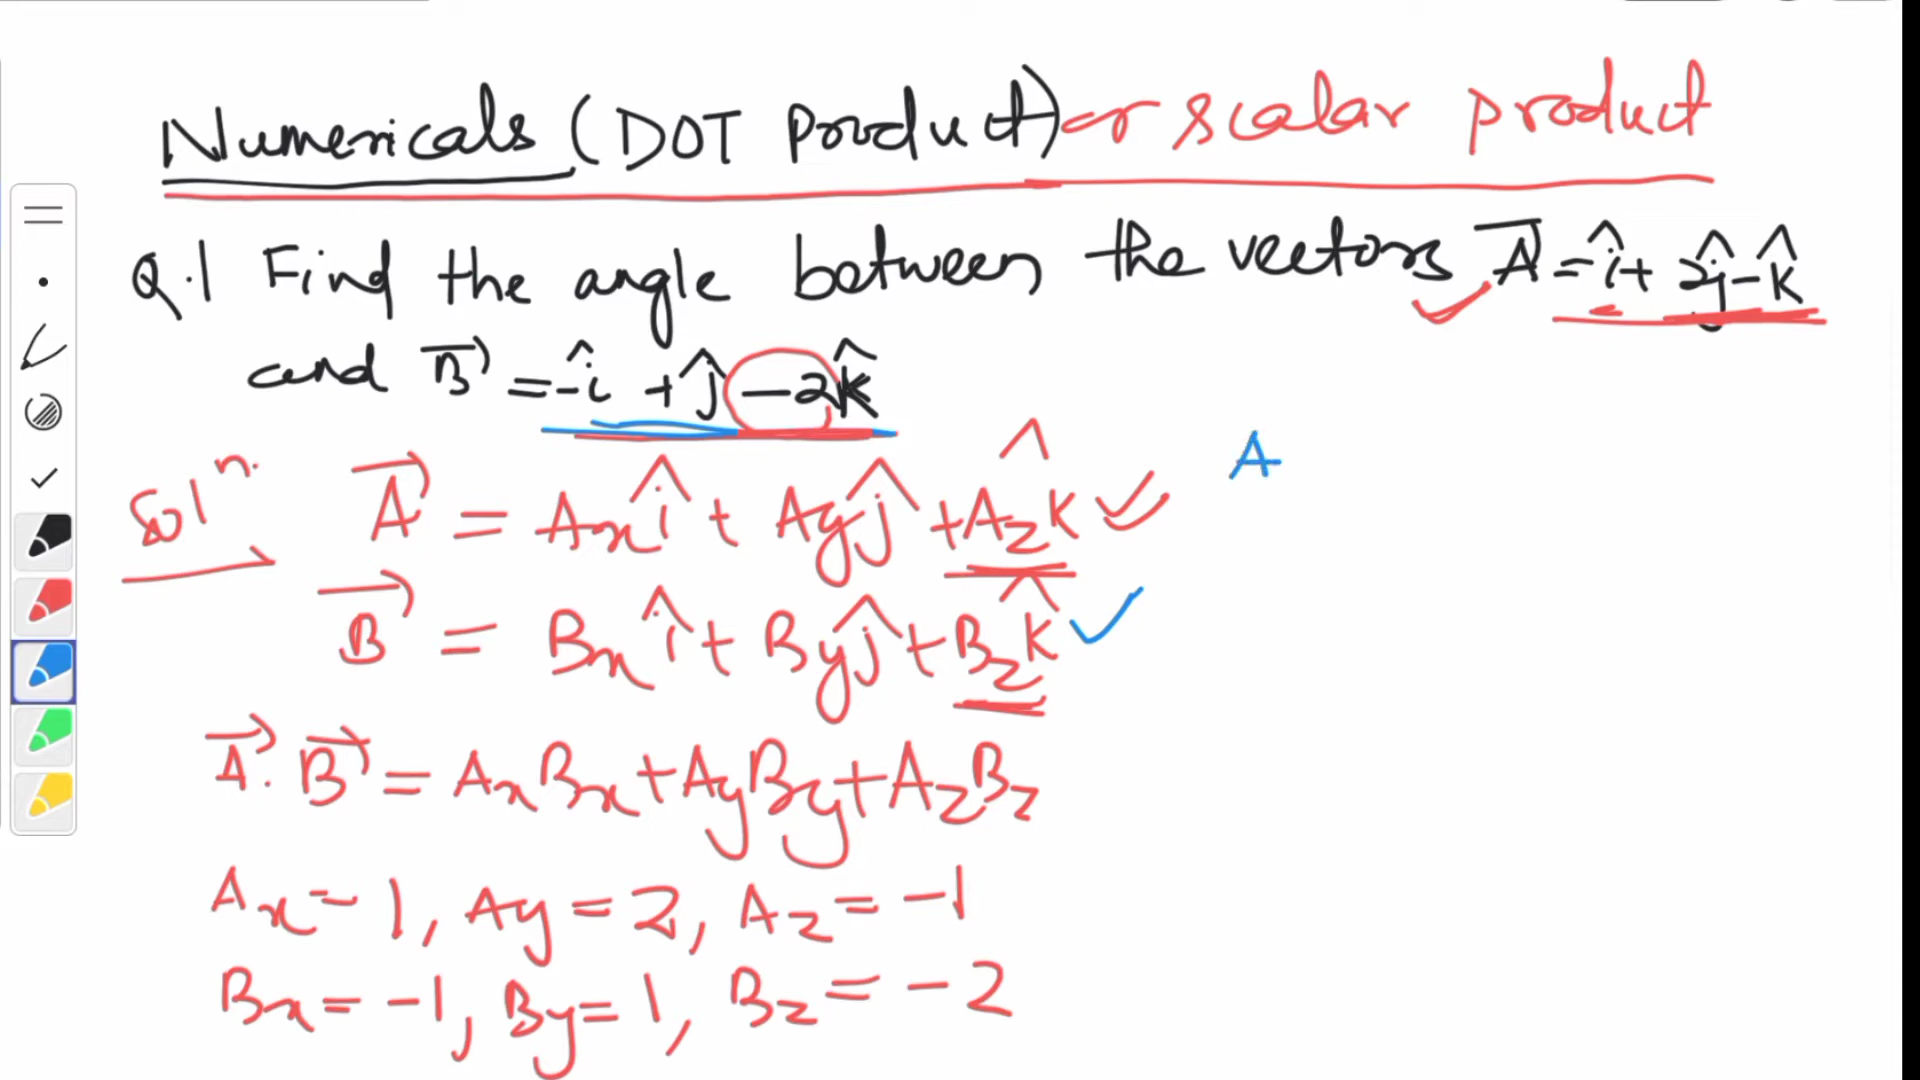 Numericals (DOT Product) or scalar product
Q.1 Find the angle between the vectors A⃗ = î + 2ĵ - k̂
and B⃗ = -î + ĵ - 2k̂
Solⁿ. A⃗ = Axî + Ayĵ + Azk̂ ✓
A
B⃗ = Bxî + Byĵ + Bzk̂ ✓
A⃗.B⃗ = AxBx + AyBy + AzBz
Ax = 1, Ay = 2, Az = -1
Bx = -1, By = 1, Bz = -2